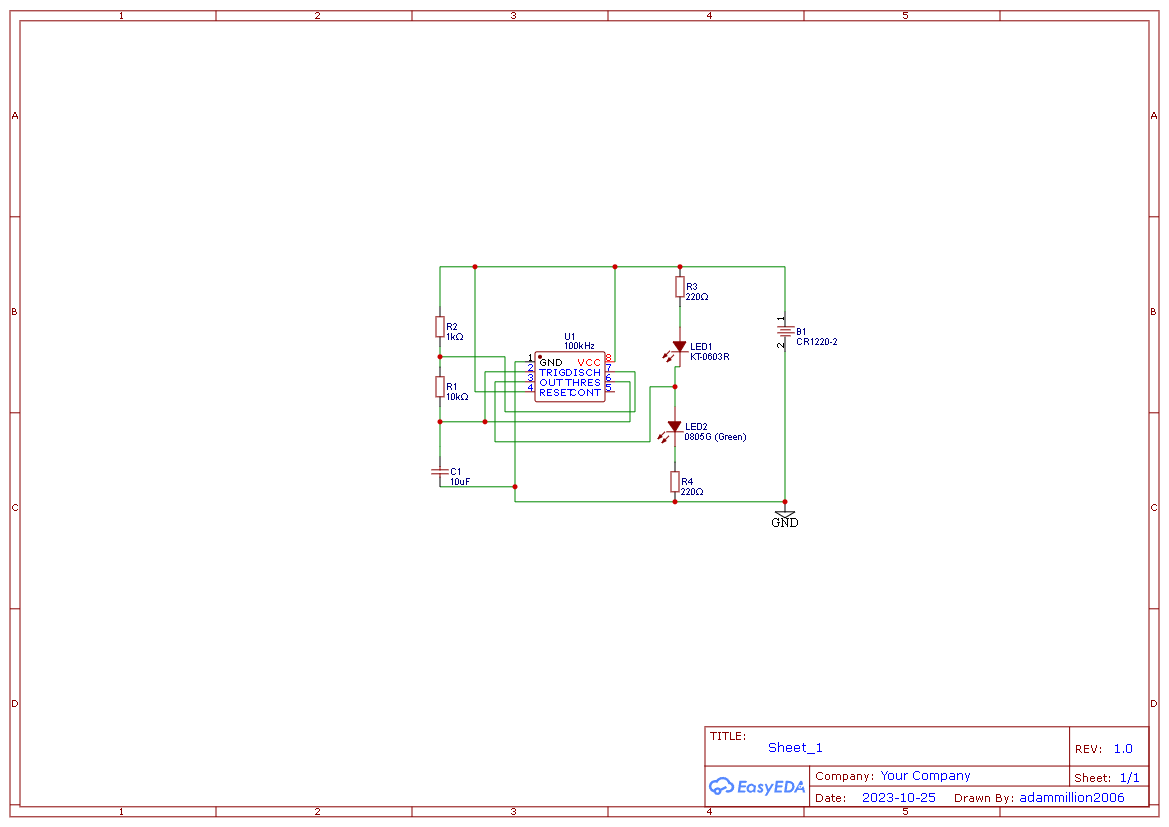 1 2 3 4 5
A A
B B
C C
D D
R3
220Ω
R2
1kΩ
U1
100kHz
1 GND VCC 8
2 TRIG DISCH 7
3 OUT THRES 6
4 RESET CONT 5
LED1
KT-0603R
1
B1
CR1220-2
2
R1
10kΩ
LED2
0805G (Green)
C1
10uF
R4
220Ω
GND
TITLE:
Sheet_1
REV: 1.0
EasyEDA
Company: Your Company
Sheet: 1/1
Date: 2023-10-25 Drawn By: adammillion2006
1 2 3 4 5